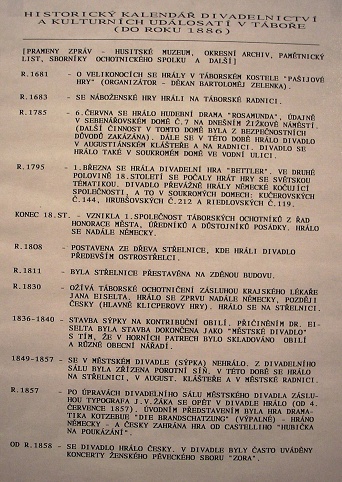 HISTORICKÝ KALENDÁŘ DIVADELNICTVÍ
A KULTURNÍCH UDÁLOSATÍ V TÁBOŘE
(DO ROKU 1886)
[PRAMENY ZPRÁV - HUSITSKÉ MUZEUM, OKRESNÍ ARCHIV, PAMĚTNICKÝ
LIST, SBORNÍKY OCHOTNICKÉHO SPOLKU A DALŠÍ]
R.1681 - O VELIKONOCÍCH SE HRÁLY V TÁBORSKÉM KOSTELE "PAŠIJOVÉ
HRY" (ORGANIZÁTOR - DĚKAN BARTOLOMĚJ ZELENKA).
R.1683 - SE NÁBOŽENSKÉ HRY HRÁLI NA TÁBORSKÉ RADNICI.
R.1785 - 6.ČERVNA SE HRÁLO HUDEBNÍ DRAMA "ROSAMUNDA", ÚDAJNĚ
V SEBENÁŘOVSKÉM DOMĚ Č.7 NA DNEŠNÍM ŽIŽKOVĚ NÁMĚSTÍ.
(DALŠÍ ČINNOST V TOMTO DOMĚ BYLA Z BEZPEČNOSTNÍCH
DŮVODŮ ZAKÁZÁNA). DÁLE SE V TÉTO DOBĚ HRÁLO DIVADLO
V AUGUSTIÁNSKÉM KLÁŠTEŘE A NA RADNICI. DIVADLO SE
HRÁLO TAKÉ V SOUKROMÉM DOMĚ VE VODNÍ ULICI.
R.1795 - 1.BŘEZNA SE HRÁLA DIVADELNÍ HRA "BETTLER". VE DRUHÉ
POLOVINĚ 18.STOLETÍ SE POČALY HRÁT HRY SE SVĚTSKOU
TÉMATIKOU. DIVADLO PŘEVÁŽNĚ HRÁLY NĚMECKÉ KOČUJÍCÍ
SPOLEČNOSTI, A TO V SOUKROMÝCH DOMECH: KUČEROVSKÝCH
Č.144, HRUBŠOVSKÝCH Č.212 A RIEDLOVSKÝCH Č.119.
KONEC 18.ST. - VZNIKLA 1.SPOLEČNOST TÁBORSKÝCH OCHOTNÍKŮ Z ŘAD
HONORACE MĚSTA, ÚŘEDNÍKŮ A DŮSTOJNÍKŮ POSÁDKY. HRÁLO
SE NADÁLE NĚMECKY.
R.1808 - POSTAVENA ZE DŘEVA STŘELNICE, KDE HRÁLI DIVADLO
PŘEDEVŠÍM OSTROSTŘELCI.
R.1811 - BYLA STŘELNICE PŘESTAVĚNA NA ZDĚNOU BUDOVU.
R.1830 - OŽÍVÁ TÁBORSKÉ OCHOTNIČENÍ ZÁSLUHOU KRAJSKÉHO LÉKAŘE
JANA EISELTA. HRÁLO SE ZPRVU NADÁLE NĚMECKY, POZDĚJI
ČESKY (HLAVNĚ KLICPEROVY HRY). HRÁLO SE NA STŘELNICI.
1836-1840 - STAVBA SÝPKY NA KONTRIBUČNÍ OBILÍ. PŘIČINĚNÍM DR. EI-
SELTA BYLA STAVBA DOKONČENA JAKO "MĚSTSKÉ DIVADLO"
S TÍM, ŽE V HORNÍCH PATRECH BYLO SKLADOVÁNO OBILÍ
A RŮZNÉ OBECNÍ NÁŘADÍ.
1849-1857 - SE V MĚSTSKÉM DIVADLE (SÝPKA) NEHRÁLO. Z DIVADELNÍHO
SÁLU BYLA ZŘÍZENA POROTNÍ SÍŇ. V TÉTO DOBĚ SE HRÁLO
NA STŘELNICI, V AUGUST. KLÁŠTEŘE A V MĚSTSKÉ RADNICI.
R.1857 - PO ÚPRAVÁCH DIVADELNÍHO SÁLU MĚSTSKÉHO DIVADLA ZÁSLU-
HOU TYPOGRAFA J.V.ŽÁKA SE OPĚT V DIVADLE HRÁLO (OD 4.
ČERVENCE 1857). ÚVODNÍM PŘEDSTAVENÍM BYLA HRA DRAMA-
TIKA KOTZEBUE "DIE BRANDSCHATZUNG" (VÝPALNÉ) - HRÁNO
NĚMECKY - A ČESKY ZAHRÁNA HRA OD CASTELLIHO "HUBIČKA
NA POUKÁZÁNÍ".
OD R.1858 - SE DIVADLO HRÁLO ČESKY. V DIVADLE BYLY ČASTO UVÁDĚNY
KONCERTY ŽENSKÉHO PĚVECKÉHO SBORU "ZORA".